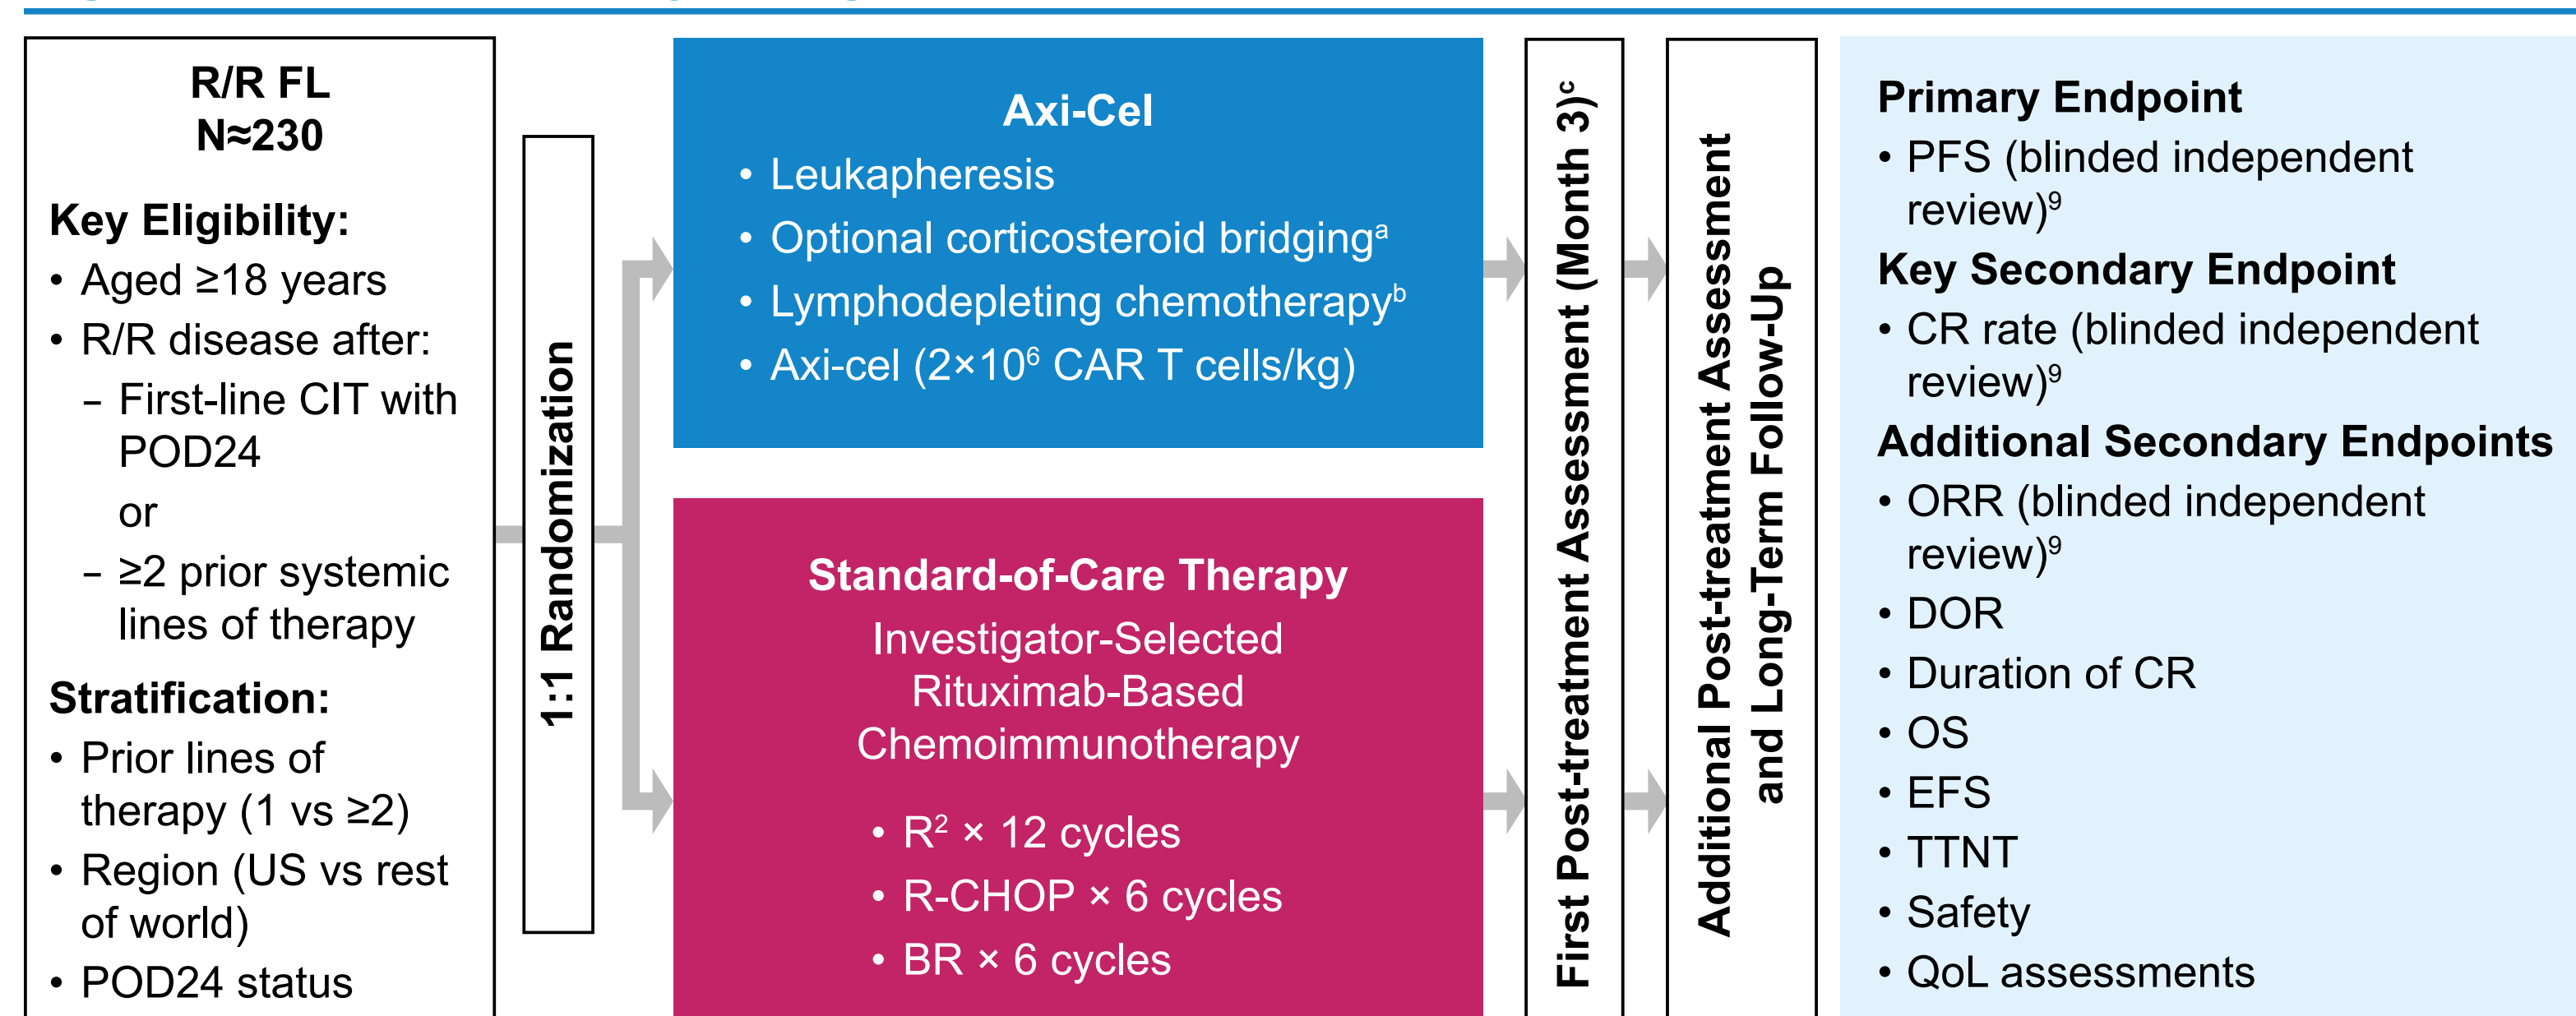 R/R FL
N≈230
Key Eligibility:
• Aged ≥18 years
• R/R disease after:
– First-line CIT with
POD24
or
– ≥2 prior systemic
lines of therapy
Stratification:
• Prior lines of
therapy (1 vs ≥2)
• Region (US vs rest
of world)
• POD24 status
1:1 Randomization
Axi-Cel
• Leukapheresis
• Optional corticosteroid bridgingᵃ
• Lymphodepleting chemotherapyᵇ
• Axi-cel (2×10⁶ CAR T cells/kg)
Standard-of-Care Therapy
Investigator-Selected
Rituximab-Based
Chemoimmunotherapy
• R² × 12 cycles
• R-CHOP × 6 cycles
• BR × 6 cycles
First Post-treatment Assessment (Month 3)ᶜ
Additional Post-treatment Assessment
and Long-Term Follow-Up
Primary Endpoint
• PFS (blinded independent
review)⁹
Key Secondary Endpoint
• CR rate (blinded independent
review)⁹
Additional Secondary Endpoints
• ORR (blinded independent
review)⁹
• DOR
• Duration of CR
• OS
• EFS
• TTNT
• Safety
• QoL assessments